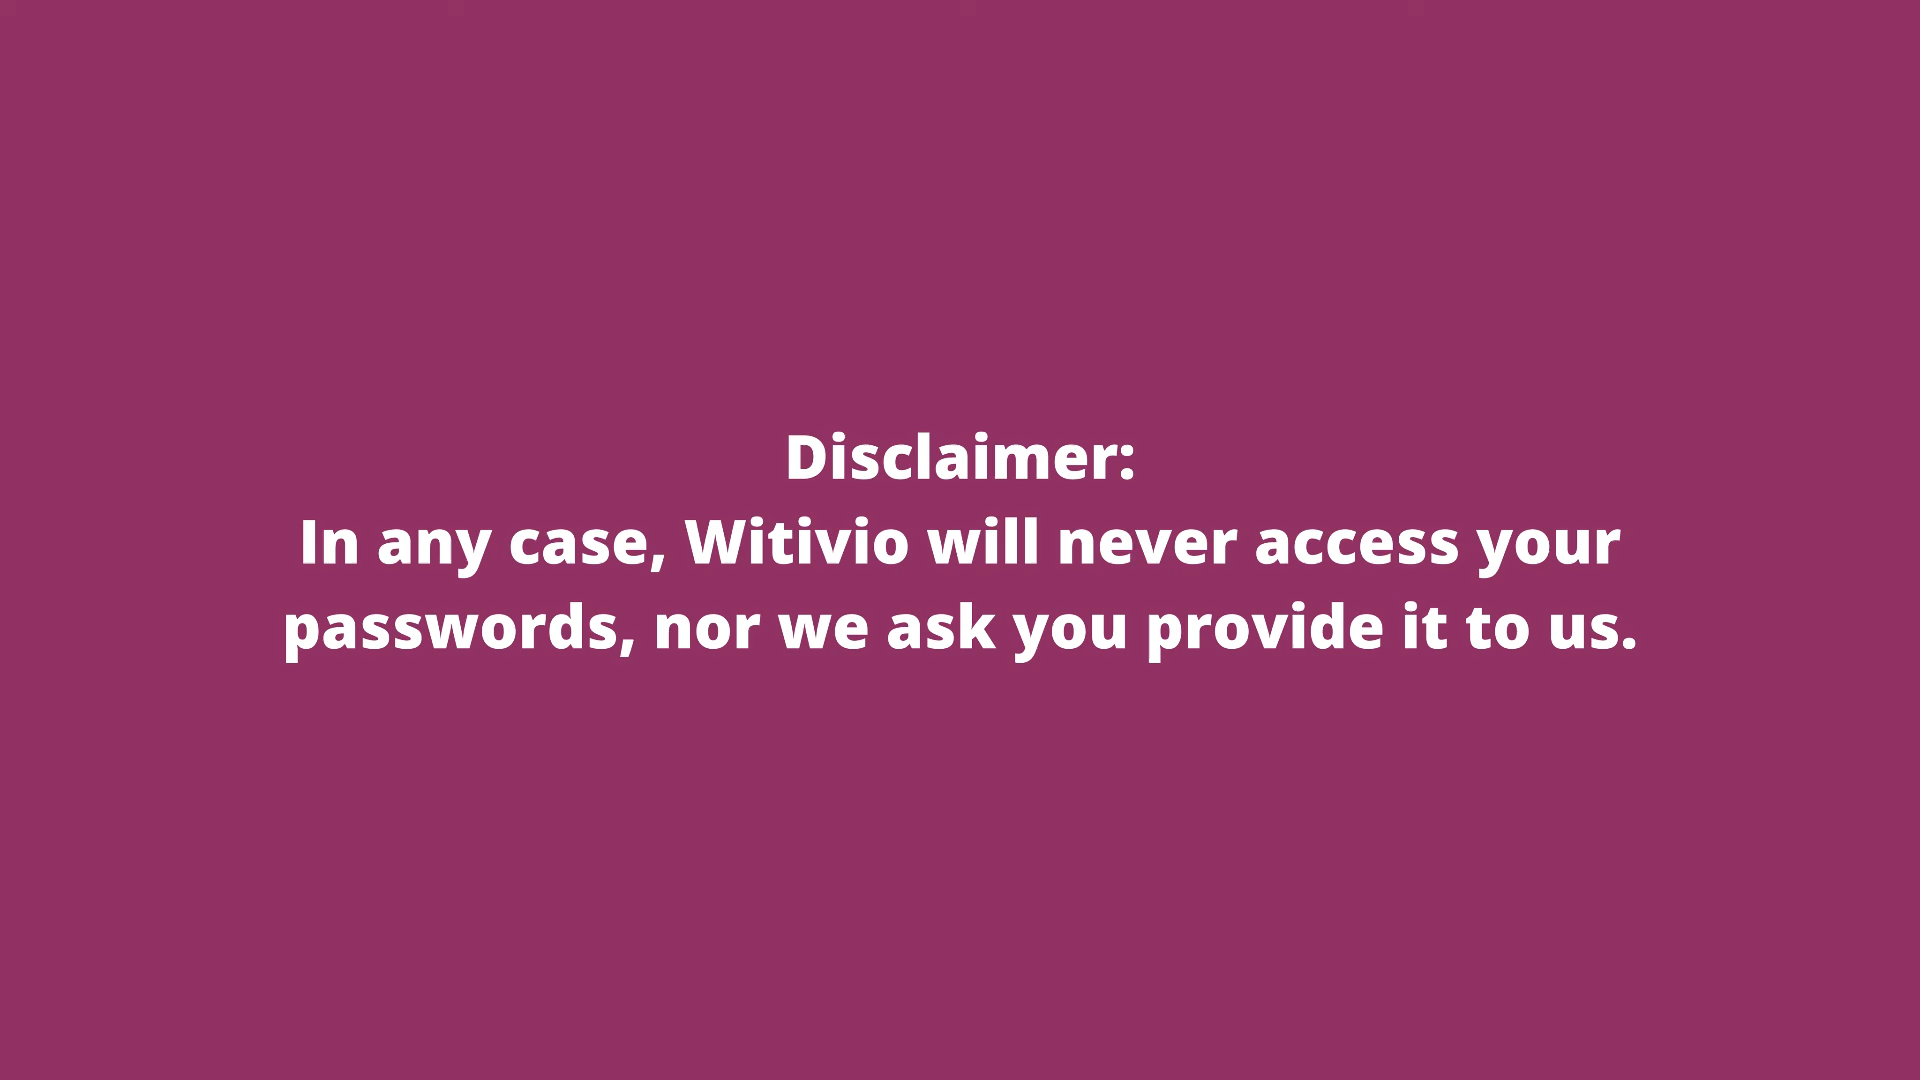 Disclaimer:
In any case, Witivio will never access your
passwords, nor we ask you provide it to us.